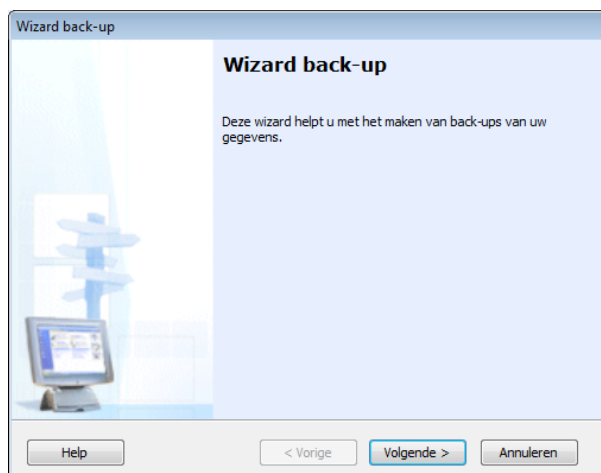 Wizard back-up
Wizard back-up
Deze wizard helpt u met het maken van back-ups van uw
gegevens.
Help
< Vorige
Volgende >
Annuleren